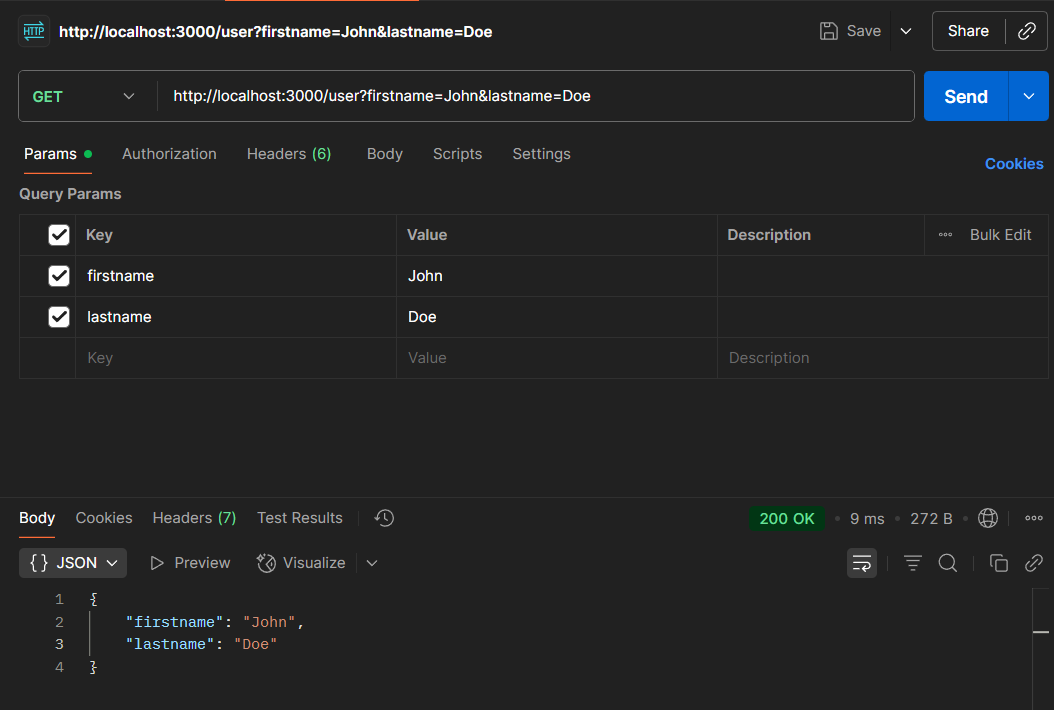 HTTP http://localhost:3000/user?firstname=John&lastname=Doe Save Share
GET http://localhost:3000/user?firstname=John&lastname=Doe Send
Params Authorization Headers (6) Body Scripts Settings Cookies
Query Params
Key Value Description Bulk Edit
firstname John
lastname Doe
Key Value Description
Body Cookies Headers (7) Test Results 200 OK 9 ms 272 B
{} JSON Preview Visualize
1 {
2 "firstname": "John",
3 "lastname": "Doe"
4 }